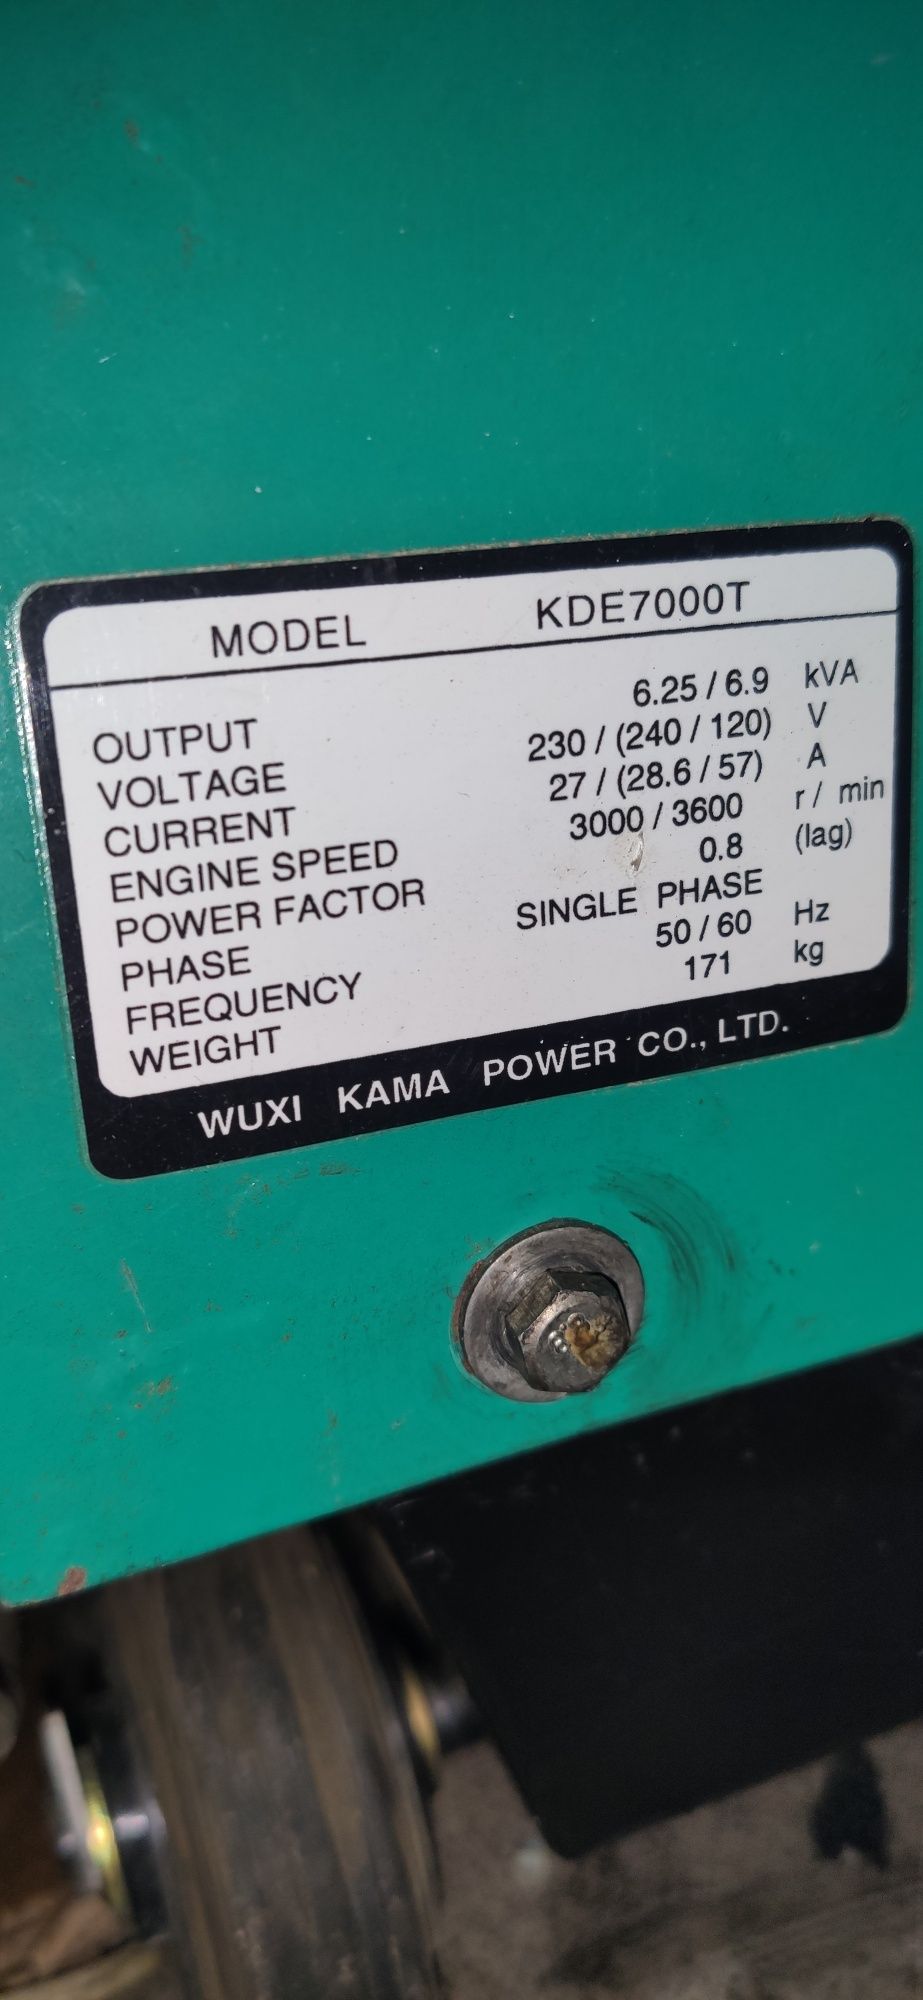 MODEL KDE7000T
OUTPUT 6.25 / 6.9 kVA
VOLTAGE 230 / (240 / 120) V
CURRENT 27 / (28.6 / 57) A
ENGINE SPEED 3000 / 3600 r / min
POWER FACTOR 0.8 (lag)
PHASE SINGLE PHASE
FREQUENCY 50 / 60 Hz
WEIGHT 171 kg
WUXI KAMA POWER CO., LTD.